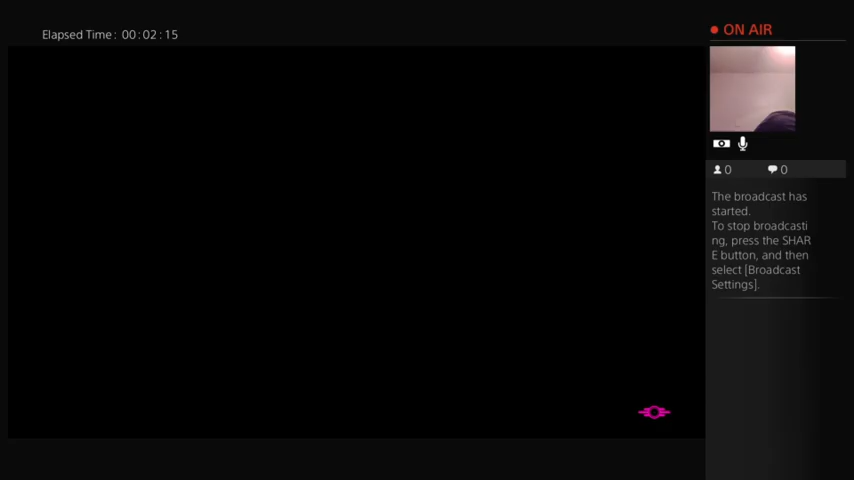 Elapsed Time: 00:02:15
ON AIR
0 0
The broadcast has
started.
To stop broadcasti
ng, press the SHAR
E button, and then
select [Broadcast
Settings].